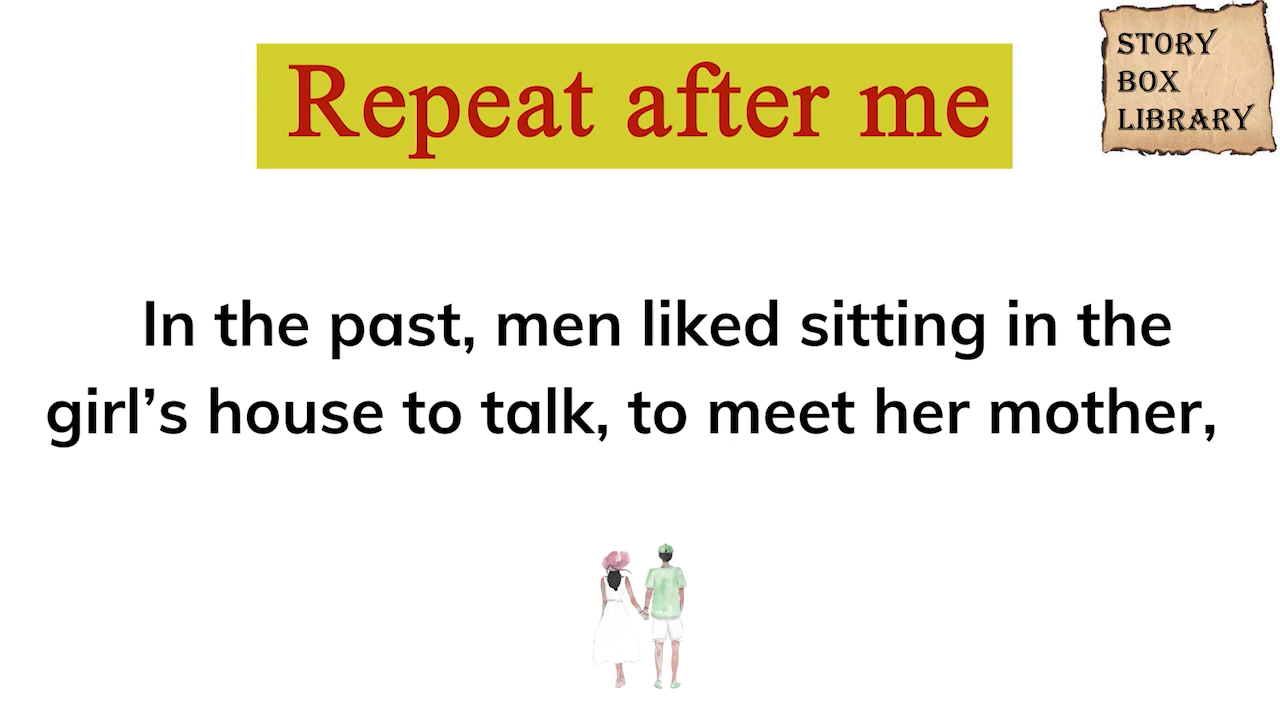 Repeat after me
STORY
BOX
LIBRARY
In the past, men liked sitting in the
girl’s house to talk, to meet her mother,